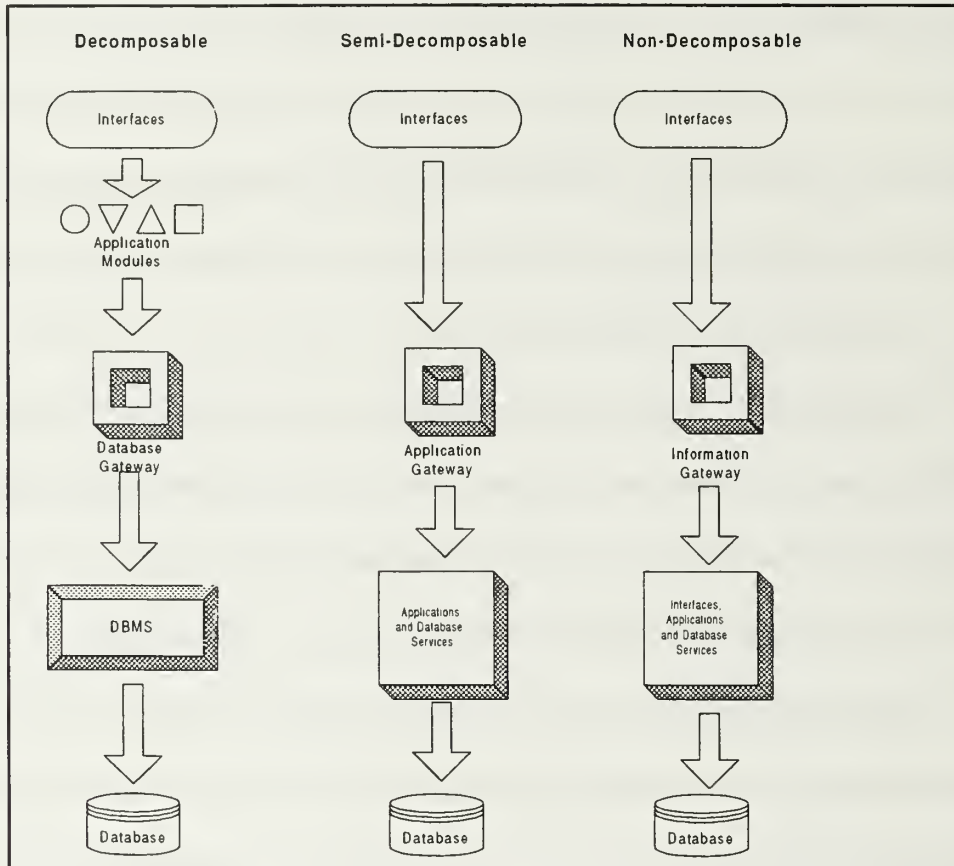 Decomposable
Semi-Decomposable
Non-Decomposable
Interfaces
Interfaces
Interfaces
Application
Modules
Database
Gateway
Application
Gateway
Information
Gateway
DBMS
Applications
and Database
Services
Interfaces,
Applications
and Database
Services
Database
Database
Database